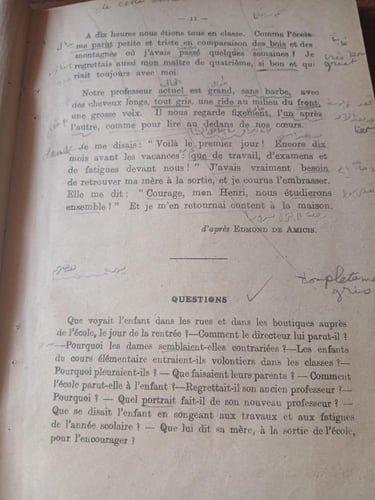 — 11 —
A dix heures nous étions tous en classe. Comme l'école
me parut petite et triste en comparaison des bois et des
montagnes où j'avais passé quelques semaines ! Je
regrettais aussi mon maître de quatrième, si bon et qui
riait toujours avec moi.
Notre professeur actuel est grand, sans barbe, avec
des cheveux longs, tout gris, une ride au milieu du front,
une grosse voix. Il nous regarde fixement, l'un après
l'autre, comme pour lire au dedans de nos cœurs.
Je me disais : " Voilà le premier jour ! Encore dix
mois avant les vacances : que de travail, d'examens et
de fatigues devant nous ! " J'avais vraiment besoin
de retrouver ma mère à la sortie, et je courus l'embrasser.
Elle me dit : " Courage, mon Henri, nous étudierons
ensemble ! " Et je m'en retournai content à la maison.
d'après EDMOND DE AMICIS.
complètement
gris
QUESTIONS
Que voyait l'enfant dans les rues et dans les boutiques auprès
de l'école, le jour de la rentrée ?—Comment le directeur lui parut-il ?
—Pourquoi les dames semblaient-elles contrariées ? —Les enfants
du cours élémentaire entraient-ils volontiers dans les classes ? —
Pourquoi pleuraient-ils ? — Que faisaient leurs parents ? — Comment
l'école parut-elle à l'enfant ? —Regrettait-il son ancien professeur ?—
Pourquoi ? — Quel portrait fait-il de son nouveau professeur ? —
Que se disait l'enfant en songeant aux travaux et aux fatigues
de l'année scolaire ? — Que lui dit sa mère, à la sortie de l'école,
pour l'encourager ?